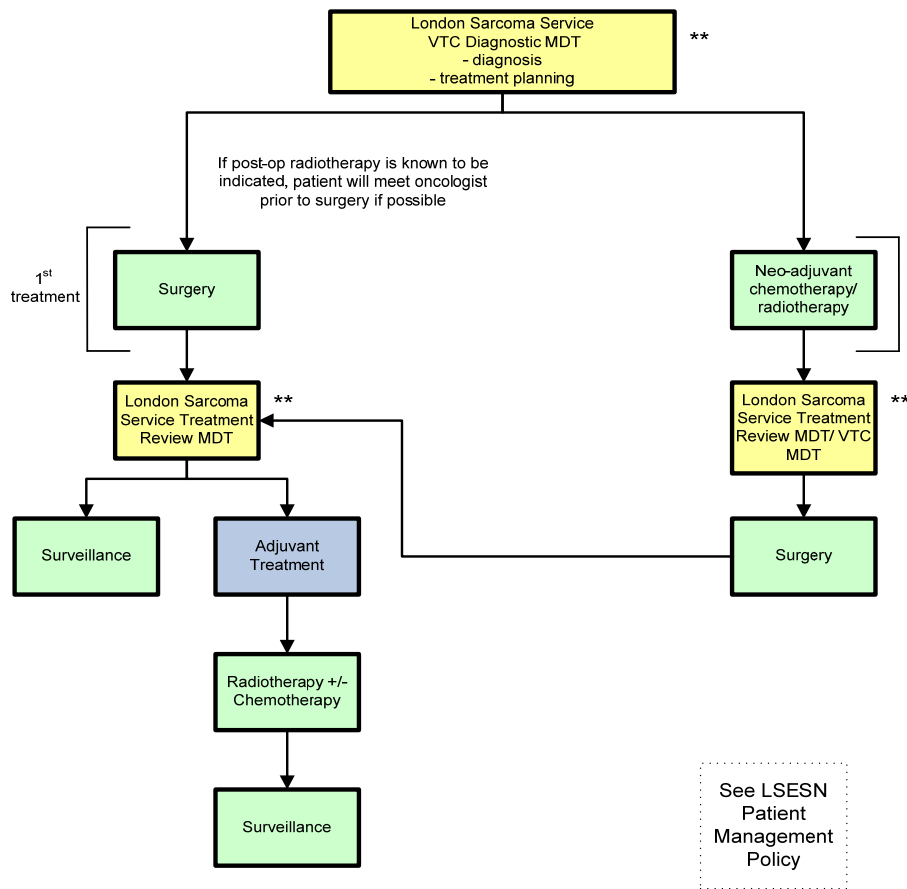 London Sarcoma Service
VTC Diagnostic MDT
- diagnosis
- treatment planning
**
If post-op radiotherapy is known to be
indicated, patient will meet oncologist
prior to surgery if possible
1st
treatment
Surgery
Neo-adjuvant
chemotherapy/
radiotherapy
London Sarcoma
Service Treatment
Review MDT
**
London Sarcoma
Service Treatment
Review MDT/ VTC
MDT
**
Surveillance
Adjuvant
Treatment
Surgery
Radiotherapy +/-
Chemotherapy
Surveillance
See LSESN
Patient
Management
Policy